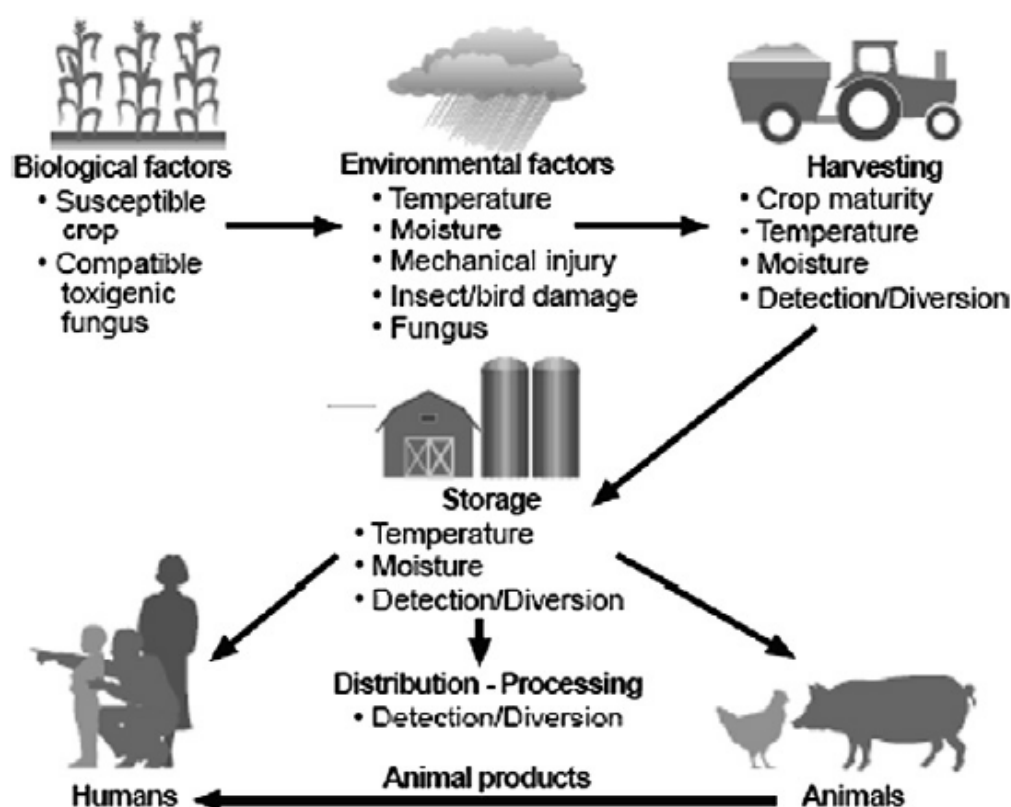 Biological factors
• Susceptible
crop
• Compatible
toxigenic
fungus
Environmental factors
• Temperature
• Moisture
• Mechanical injury
• Insect/bird damage
• Fungus
Harvesting
• Crop maturity
• Temperature
• Moisture
• Detection/Diversion
Storage
• Temperature
• Moisture
• Detection/Diversion
Distribution - Processing
• Detection/Diversion
Animal products
Humans
Animals